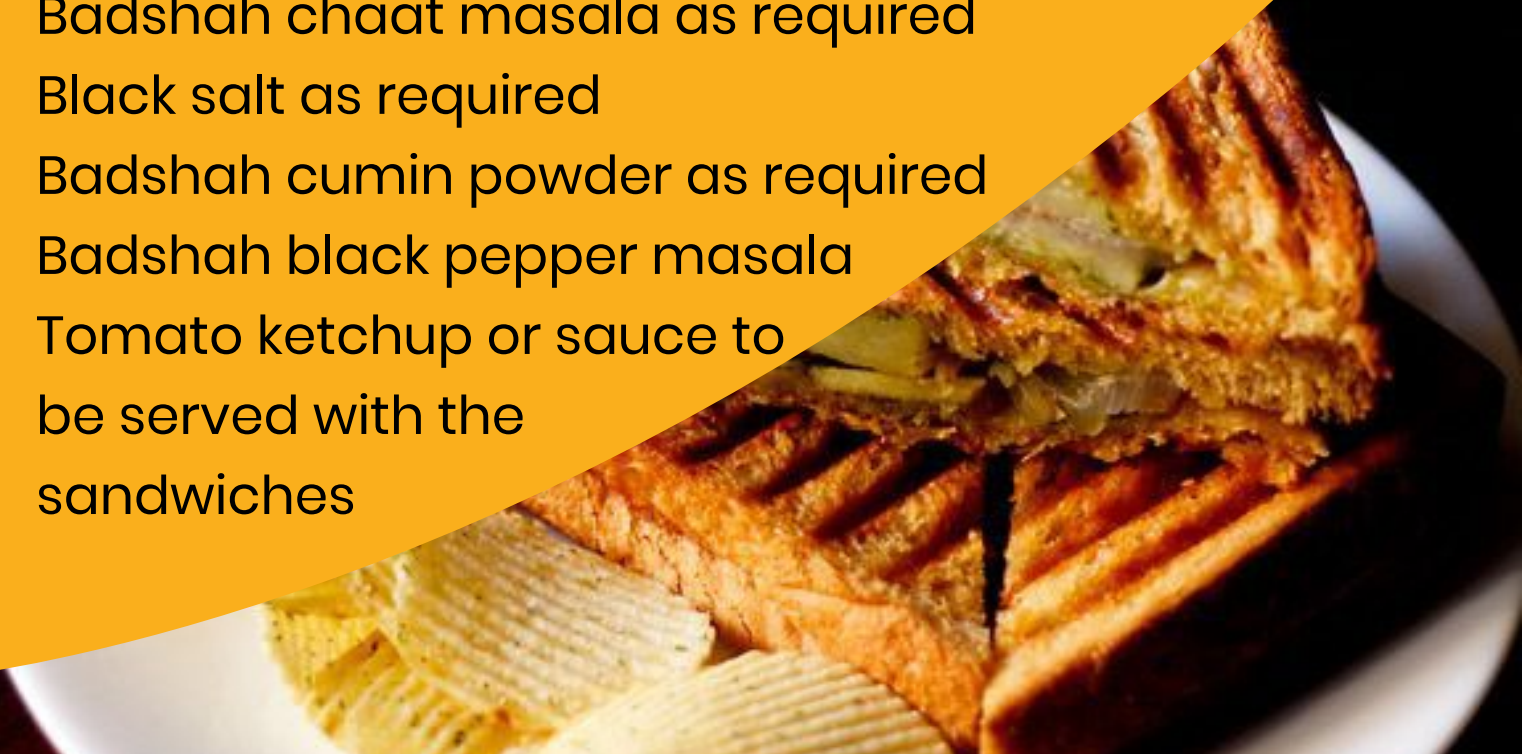 Badshah chaat masala as required
Black salt as required
Badshah cumin powder as required
Badshah black pepper masala
Tomato ketchup or sauce to
be served with the
sandwiches